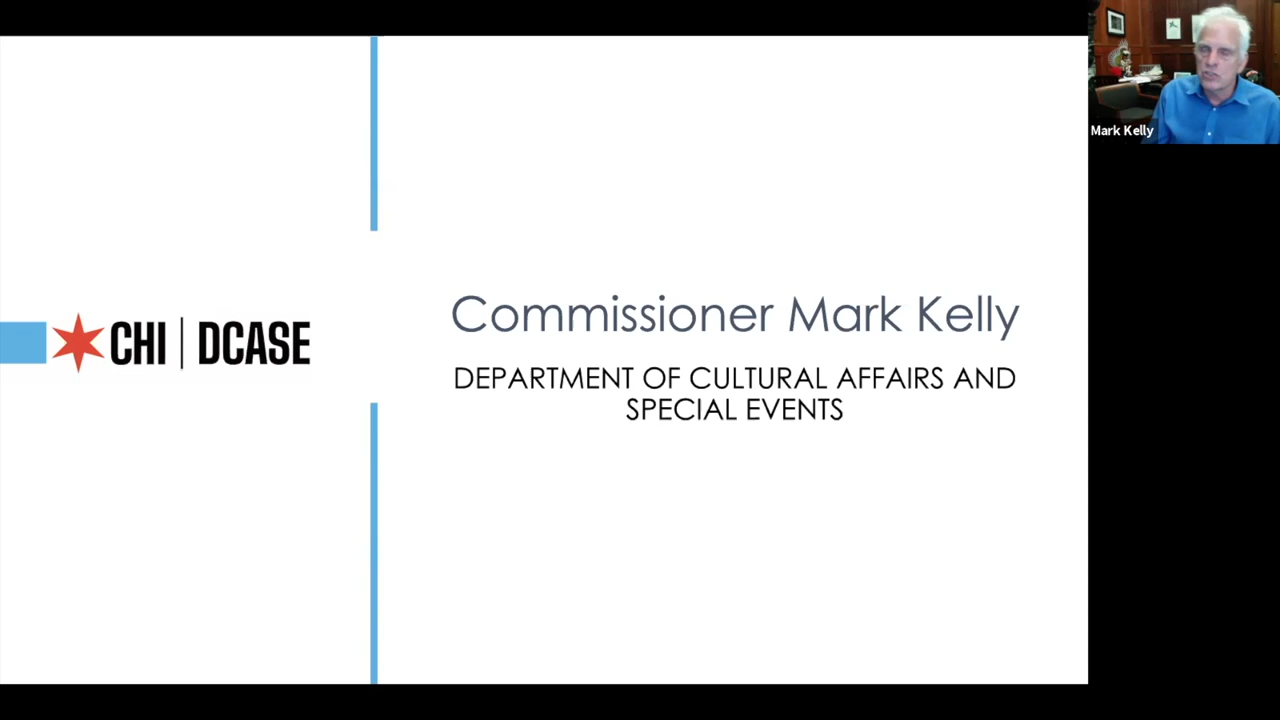 Mark Kelly
CHI | DCASE
Commissioner Mark Kelly
DEPARTMENT OF CULTURAL AFFAIRS AND
SPECIAL EVENTS